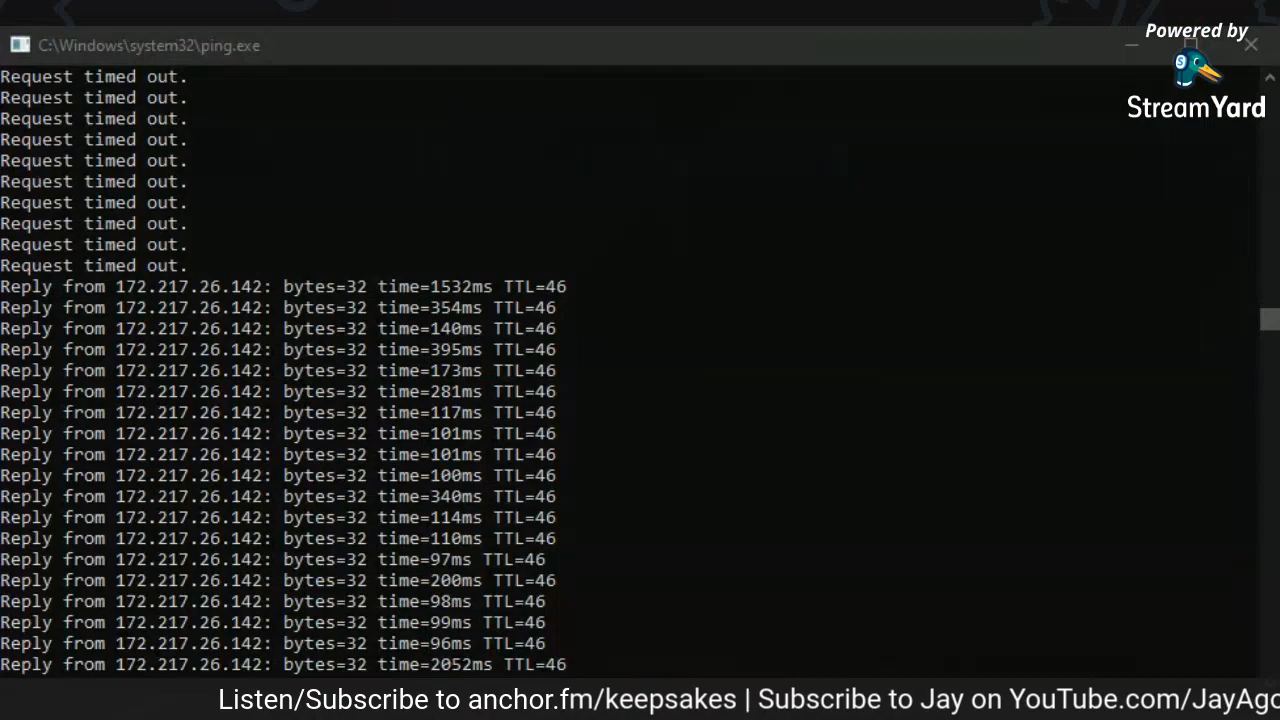 Powered by
StreamYard
C:\Windows\system32\ping.exe
Request timed out.
Request timed out.
Request timed out.
Request timed out.
Request timed out.
Request timed out.
Request timed out.
Request timed out.
Request timed out.
Request timed out.
Reply from 172.217.26.142: bytes=32 time=1532ms TTL=46
Reply from 172.217.26.142: bytes=32 time=354ms TTL=46
Reply from 172.217.26.142: bytes=32 time=140ms TTL=46
Reply from 172.217.26.142: bytes=32 time=395ms TTL=46
Reply from 172.217.26.142: bytes=32 time=173ms TTL=46
Reply from 172.217.26.142: bytes=32 time=281ms TTL=46
Reply from 172.217.26.142: bytes=32 time=117ms TTL=46
Reply from 172.217.26.142: bytes=32 time=101ms TTL=46
Reply from 172.217.26.142: bytes=32 time=101ms TTL=46
Reply from 172.217.26.142: bytes=32 time=100ms TTL=46
Reply from 172.217.26.142: bytes=32 time=340ms TTL=46
Reply from 172.217.26.142: bytes=32 time=114ms TTL=46
Reply from 172.217.26.142: bytes=32 time=110ms TTL=46
Reply from 172.217.26.142: bytes=32 time=97ms TTL=46
Reply from 172.217.26.142: bytes=32 time=200ms TTL=46
Reply from 172.217.26.142: bytes=32 time=98ms TTL=46
Reply from 172.217.26.142: bytes=32 time=99ms TTL=46
Reply from 172.217.26.142: bytes=32 time=96ms TTL=46
Reply from 172.217.26.142: bytes=32 time=2052ms TTL=46
Listen/Subscribe to anchor.fm/keepsakes | Subscribe to Jay on YouTube.com/JayAgo